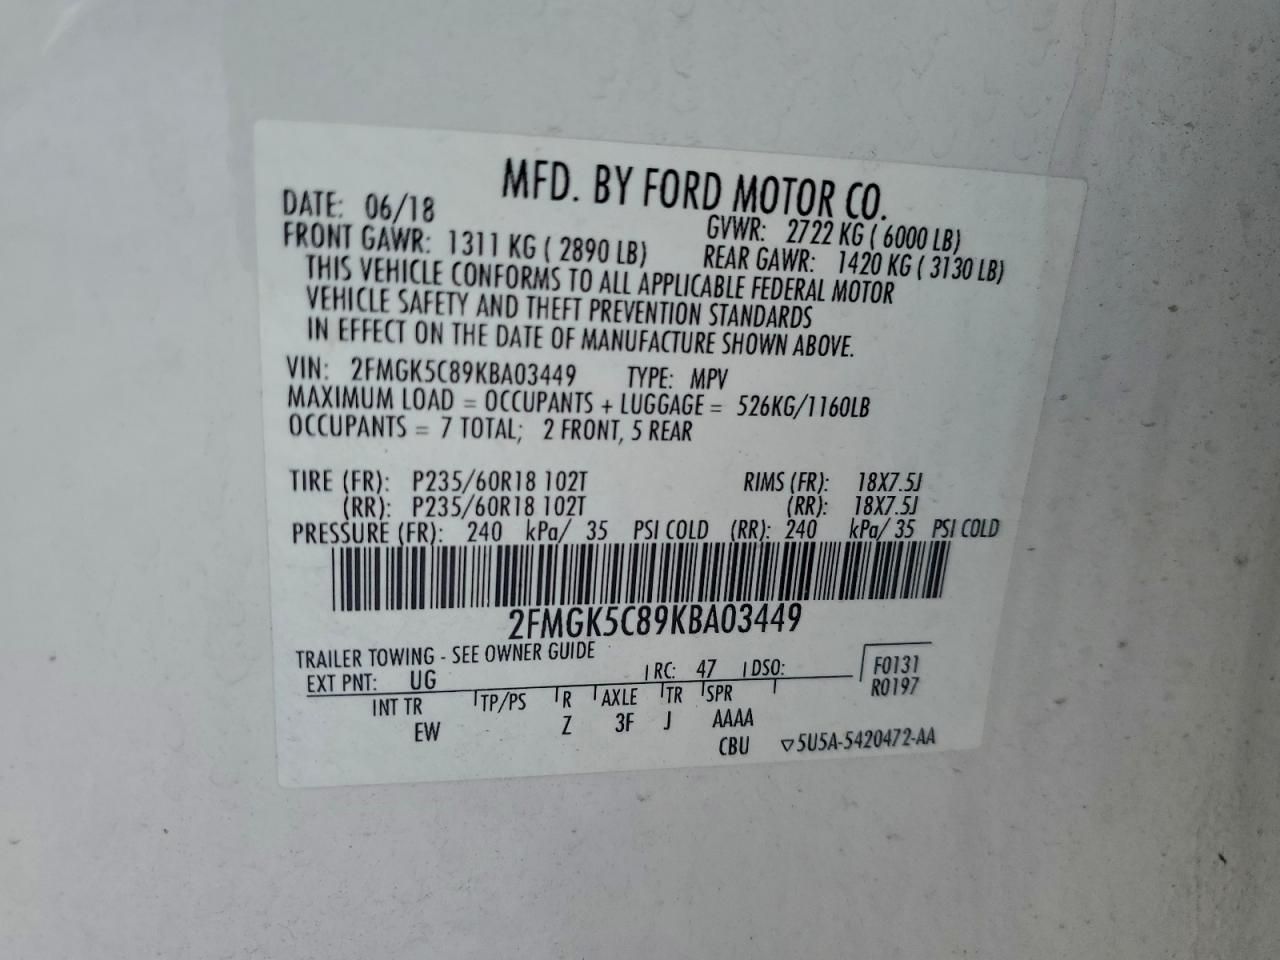 MFD. BY FORD MOTOR CO.
DATE: 06/18 GVWR: 2722 KG ( 6000 LB)
FRONT GAWR: 1311 KG ( 2890 LB) REAR GAWR: 1420 KG ( 3130 LB)
THIS VEHICLE CONFORMS TO ALL APPLICABLE FEDERAL MOTOR
VEHICLE SAFETY AND THEFT PREVENTION STANDARDS
IN EFFECT ON THE DATE OF MANUFACTURE SHOWN ABOVE.
VIN: 2FMGK5C89KBA03449 TYPE: MPV
MAXIMUM LOAD = OCCUPANTS + LUGGAGE = 526KG/1160LB
OCCUPANTS = 7 TOTAL; 2 FRONT, 5 REAR
TIRE (FR): P235/60R18 102T RIMS (FR): 18X7.5J
(RR): P235/60R18 102T (RR): 18X7.5J
PRESSURE (FR): 240 kPa/ 35 PSI COLD (RR): 240 kPa/ 35 PSI COLD
2FMGK5C89KBA03449
TRAILER TOWING - SEE OWNER GUIDE
EXT PNT: UG RC: 47 DSO: F0131
R0197
INT TR TP/PS R AXLE TR SPR
EW Z 3F J AAAA
CBU ▽5U5A-5420472-AA